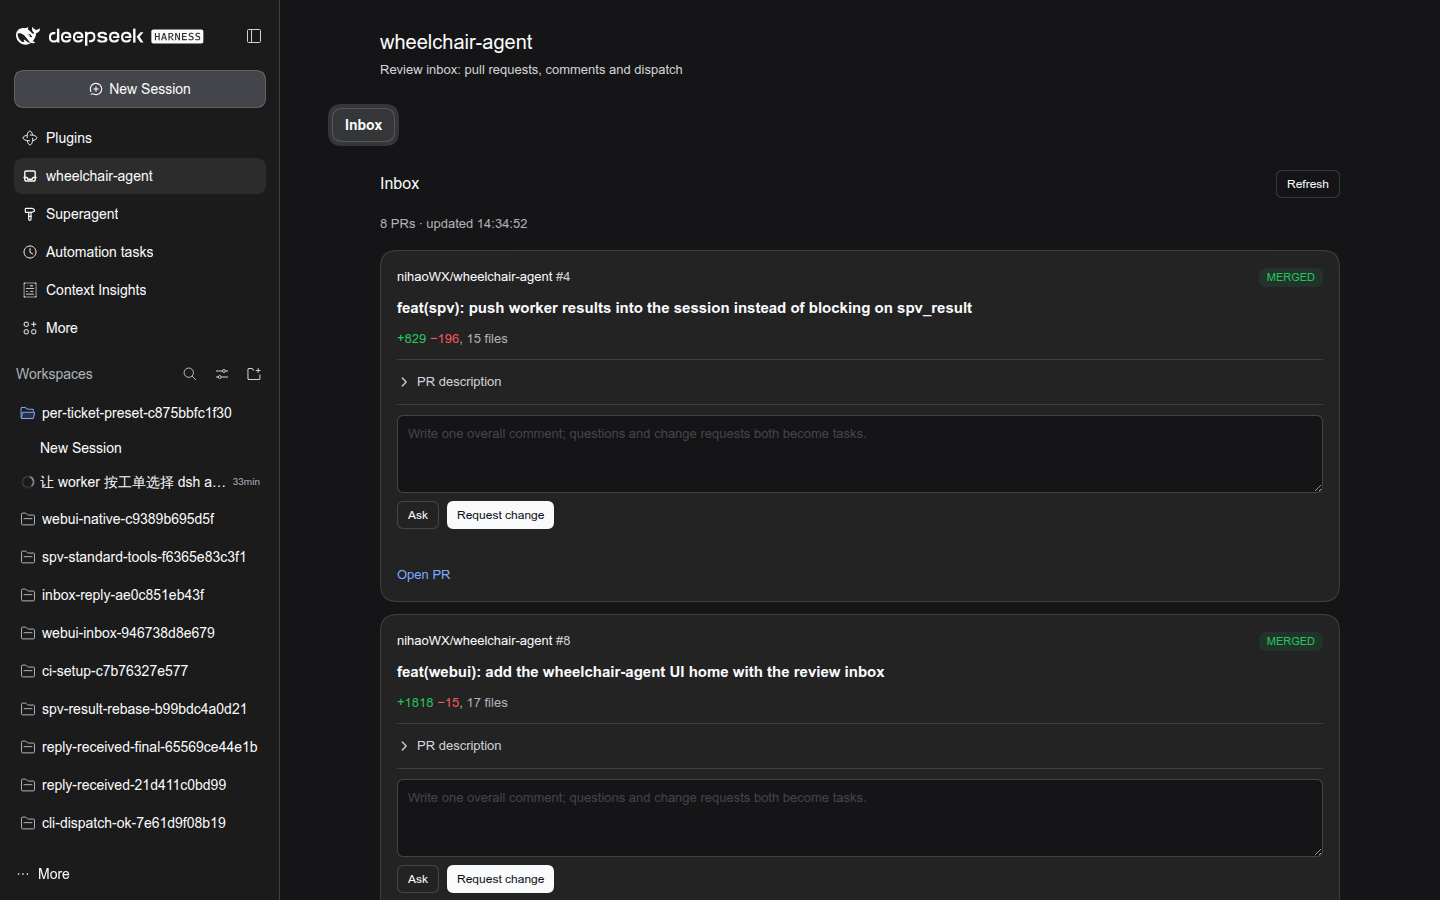 deepseek HARNESS
New Session
Plugins
wheelchair-agent
Superagent
Automation tasks
Context Insights
More
Workspaces
per-ticket-preset-c875bbfc1f30
New Session
让 worker 按工单选择 dsh a... 33min
webui-native-c9389b695d5f
spv-standard-tools-f6365e83c3f1
inbox-reply-ae0c851eb43f
webui-inbox-946738d8e679
ci-setup-c7b76327e577
spv-result-rebase-b99bdc4a0d21
reply-received-final-65569ce44e1b
reply-received-21d411c0bd99
cli-dispatch-ok-7e61d9f08b19
... More
wheelchair-agent
Review inbox: pull requests, comments and dispatch
Inbox
Inbox
Refresh
8 PRs · updated 14:34:52
nihaoWX/wheelchair-agent #4
MERGED
feat(spv): push worker results into the session instead of blocking on spv_result
+829 −196, 15 files
PR description
Write one overall comment; questions and change requests both become tasks.
Ask
Request change
Open PR
nihaoWX/wheelchair-agent #8
MERGED
feat(webui): add the wheelchair-agent UI home with the review inbox
+1818 −15, 17 files
PR description
Write one overall comment; questions and change requests both become tasks.
Ask
Request change